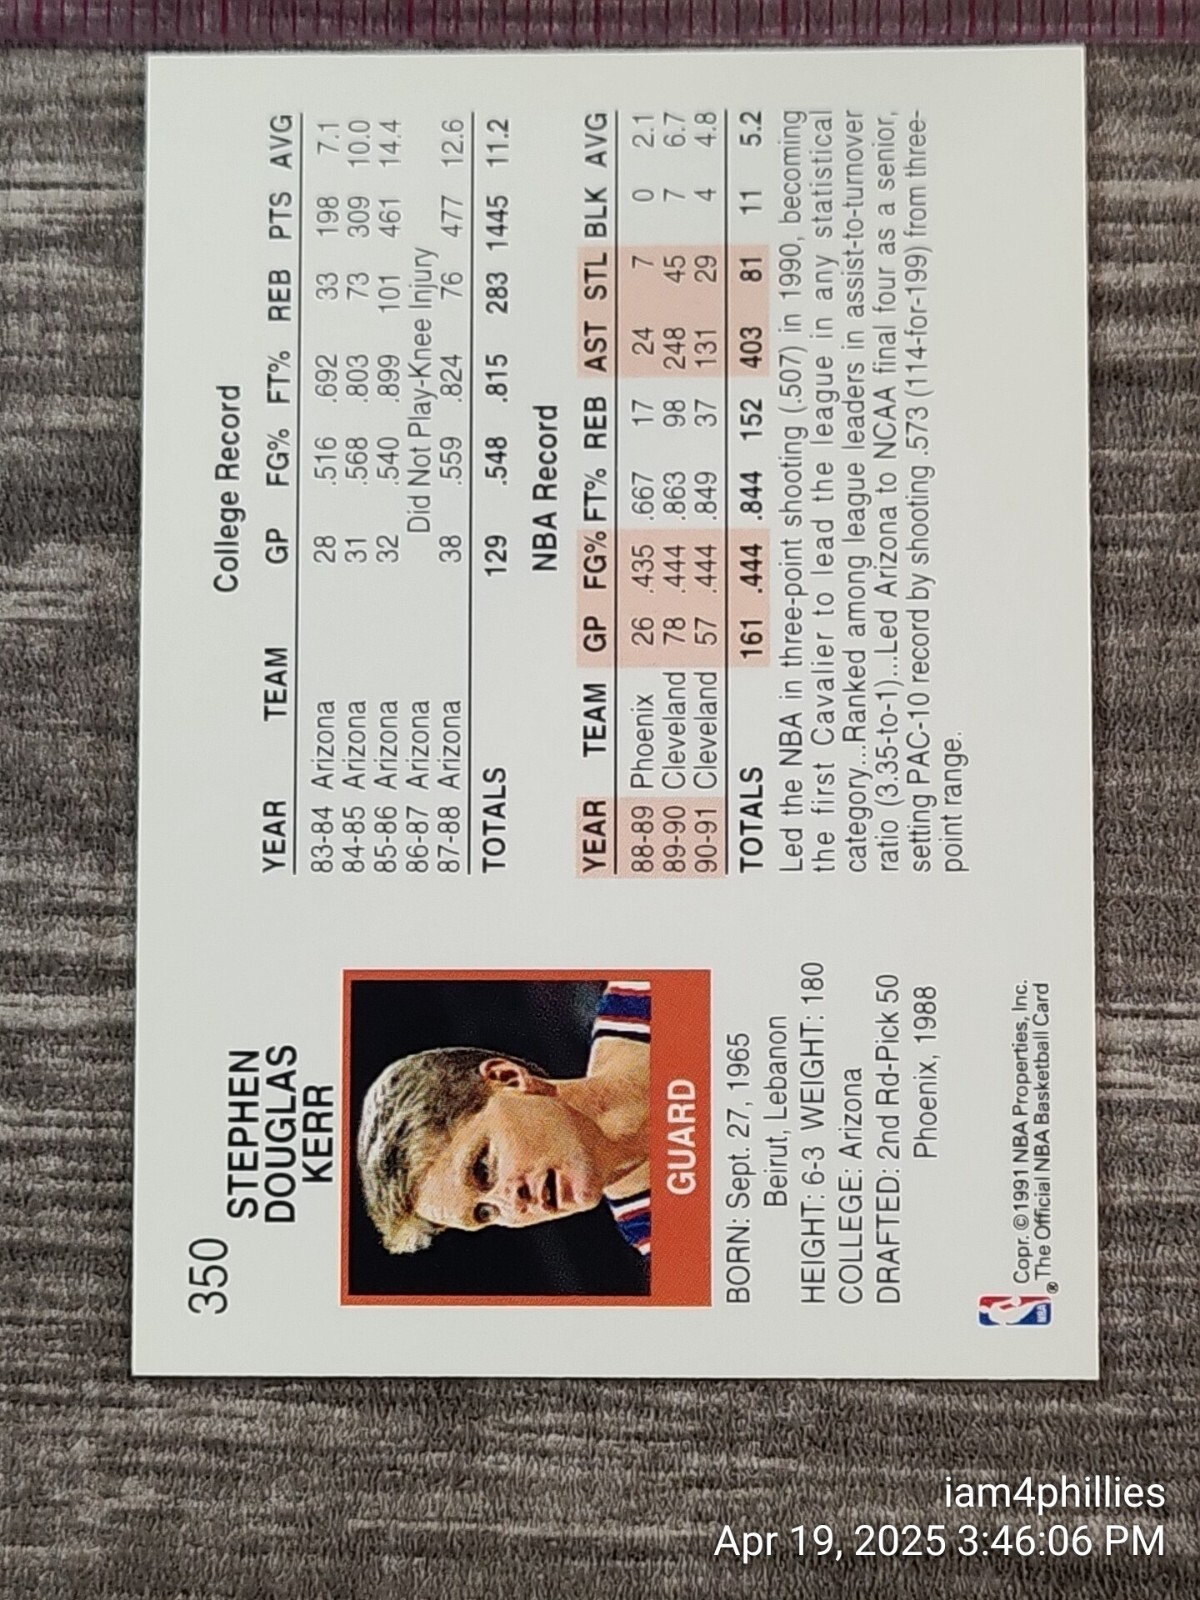 350
STEPHEN
DOUGLAS
KERR
GUARD
BORN: Sept. 27, 1965
Beirut, Lebanon
HEIGHT: 6-3 WEIGHT: 180
COLLEGE: Arizona
DRAFTED: 2nd Rd-Pick 50
Phoenix, 1988
NBA
® Copr. ©1991 NBA Properties, Inc.
The Official NBA Basketball Card
College Record
YEAR TEAM GP FG% FT% REB PTS AVG
83-84 Arizona 28 .516 .692 33 198 7.1
84-85 Arizona 31 .568 .803 73 309 10.0
85-86 Arizona 32 .540 .899 101 461 14.4
86-87 Arizona Did Not Play-Knee Injury
87-88 Arizona 38 .559 .824 76 477 12.6
TOTALS 129 .548 .815 283 1445 11.2
NBA Record
YEAR TEAM GP FG% FT% REB AST STL BLK AVG
88-89 Phoenix 26 .435 .667 17 24 7 0 2.1
89-90 Cleveland 78 .444 .863 98 248 45 7 6.7
90-91 Cleveland 57 .444 .849 37 131 29 4 4.8
TOTALS 161 .444 .844 152 403 81 11 5.2
Led the NBA in three-point shooting (.507) in 1990, becoming
the first Cavalier to lead the league in any statistical
category...Ranked among league leaders in assist-to-turnover
ratio (3.35-to-1)...Led Arizona to NCAA final four as a senior,
setting PAC-10 record by shooting .573 (114-for-199) from three-
point range.
iam4phillies
Apr 19, 2025 3:46:06 PM